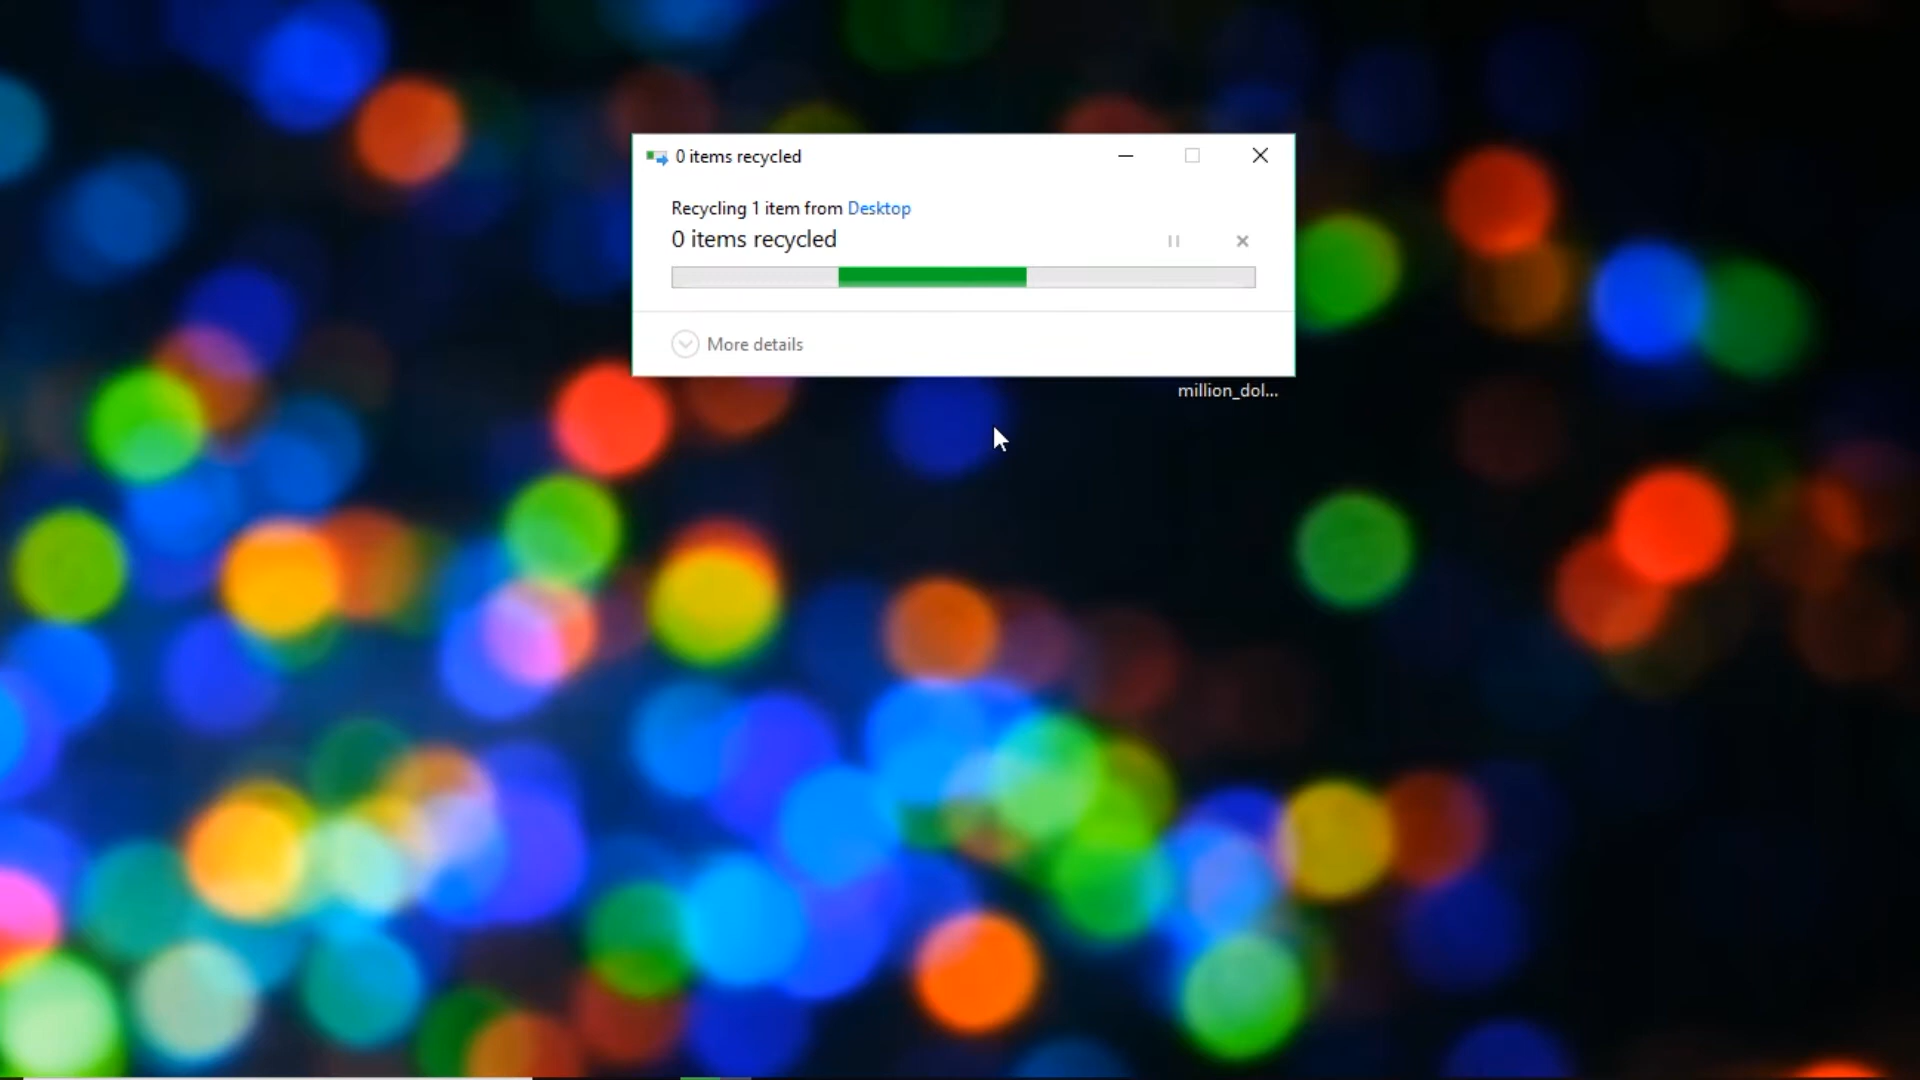 0 items recycled
Recycling 1 item from Desktop
0 items recycled
More details
million_dol...